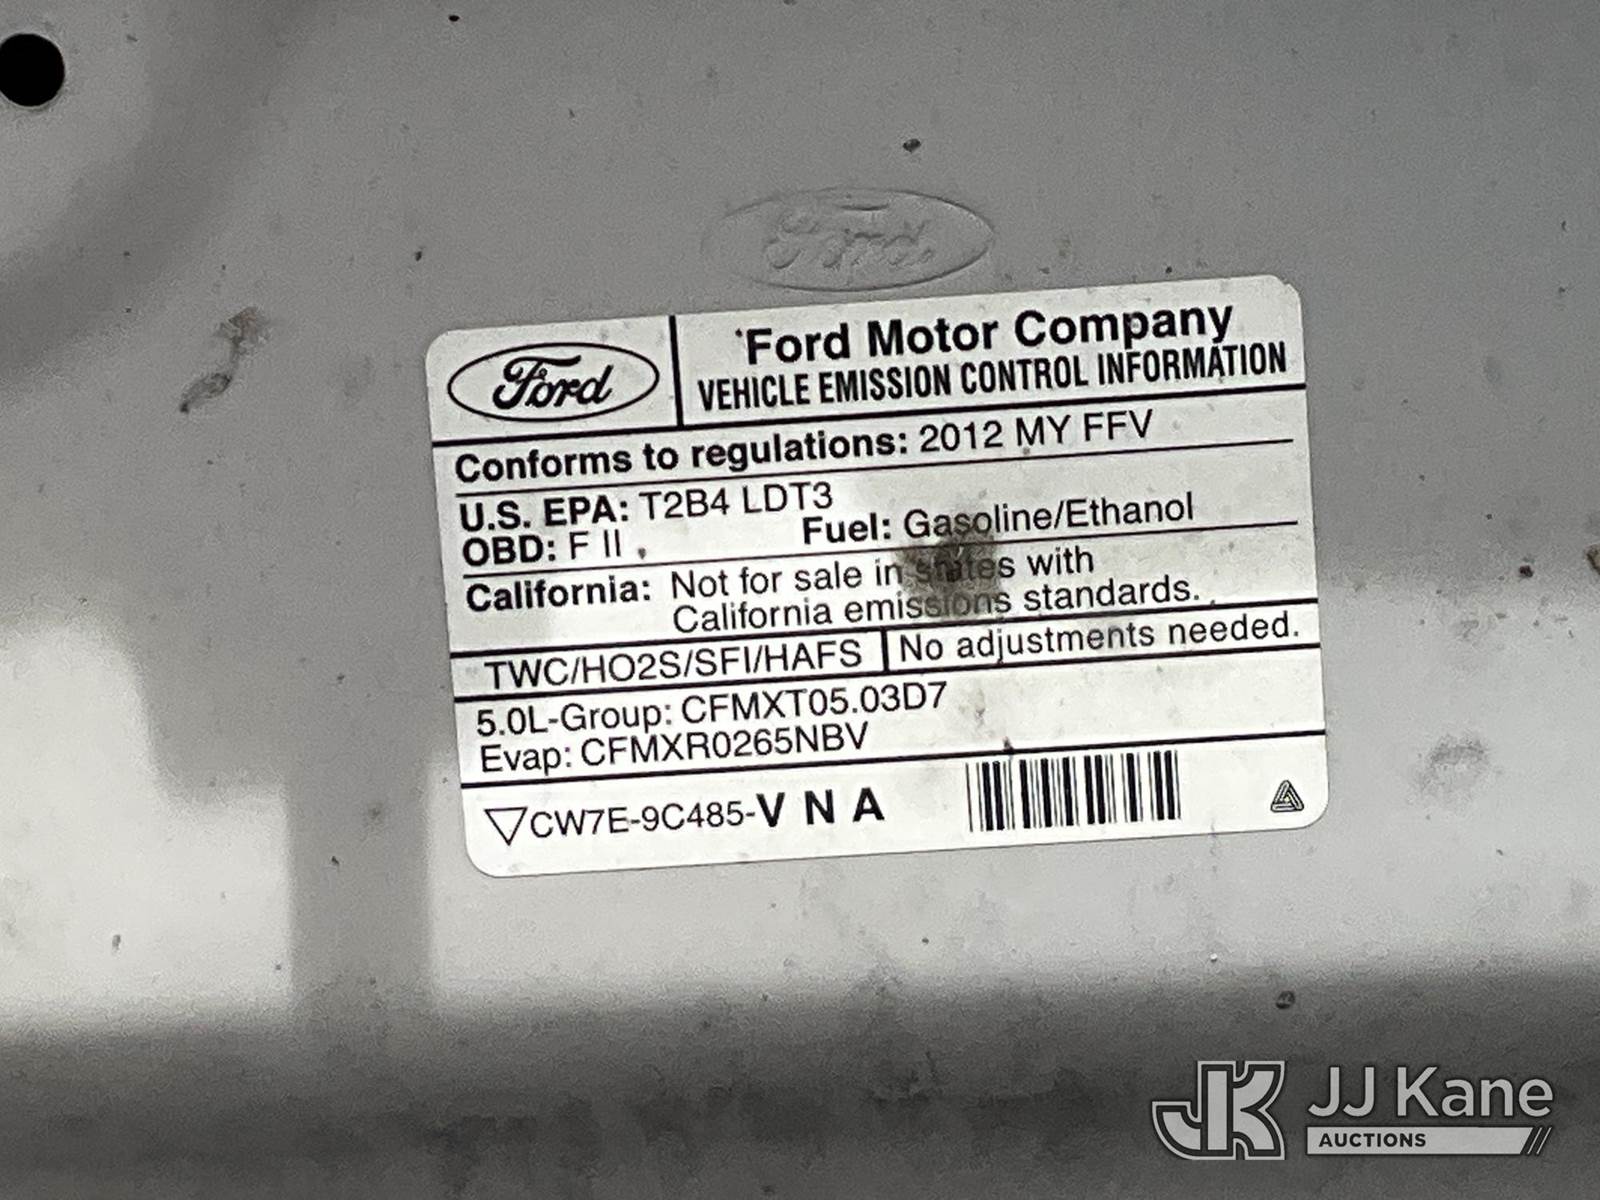 Ford
Ford
Ford Motor Company
VEHICLE EMISSION CONTROL INFORMATION
Conforms to regulations: 2012 MY FFV
U.S. EPA: T2B4 LDT3
OBD: F II Fuel: Gasoline/Ethanol
California: Not for sale in states with
California emissions standards.
TWC/HO2S/SFI/HAFS No adjustments needed.
5.0L-Group: CFMXT05.03D7
Evap: CFMXR0265NBV
CW7E-9C485-V N A
JK JJ Kane
AUCTIONS